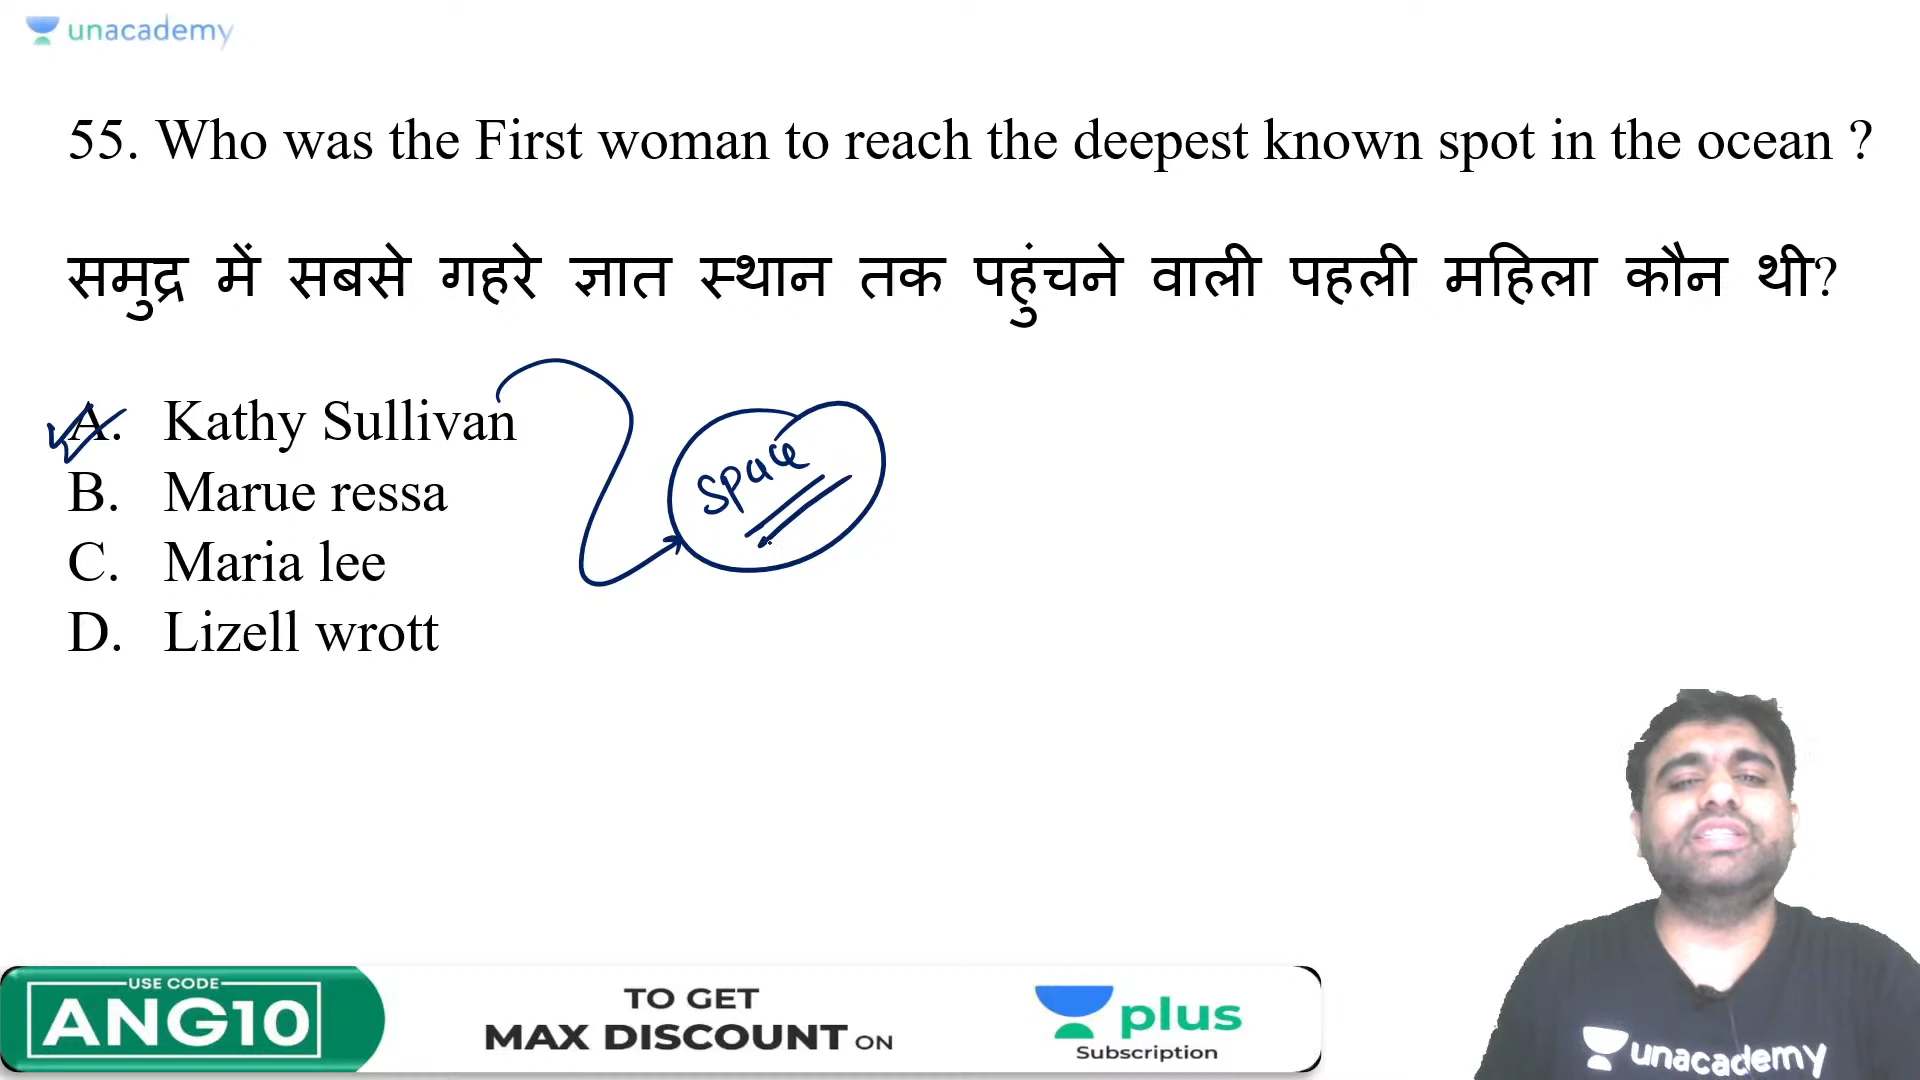 unacademy
55. Who was the First woman to reach the deepest known spot in the ocean ?
समुद्र में सबसे गहरे ज्ञात स्थान तक पहुंचने वाली पहली महिला कौन थी?
A. Kathy Sullivan
space
B. Marue ressa
C. Maria lee
D. Lizell wrott
USE CODE
ANG10
TO GET
MAX DISCOUNT ON
plus
Subscription
unacademy